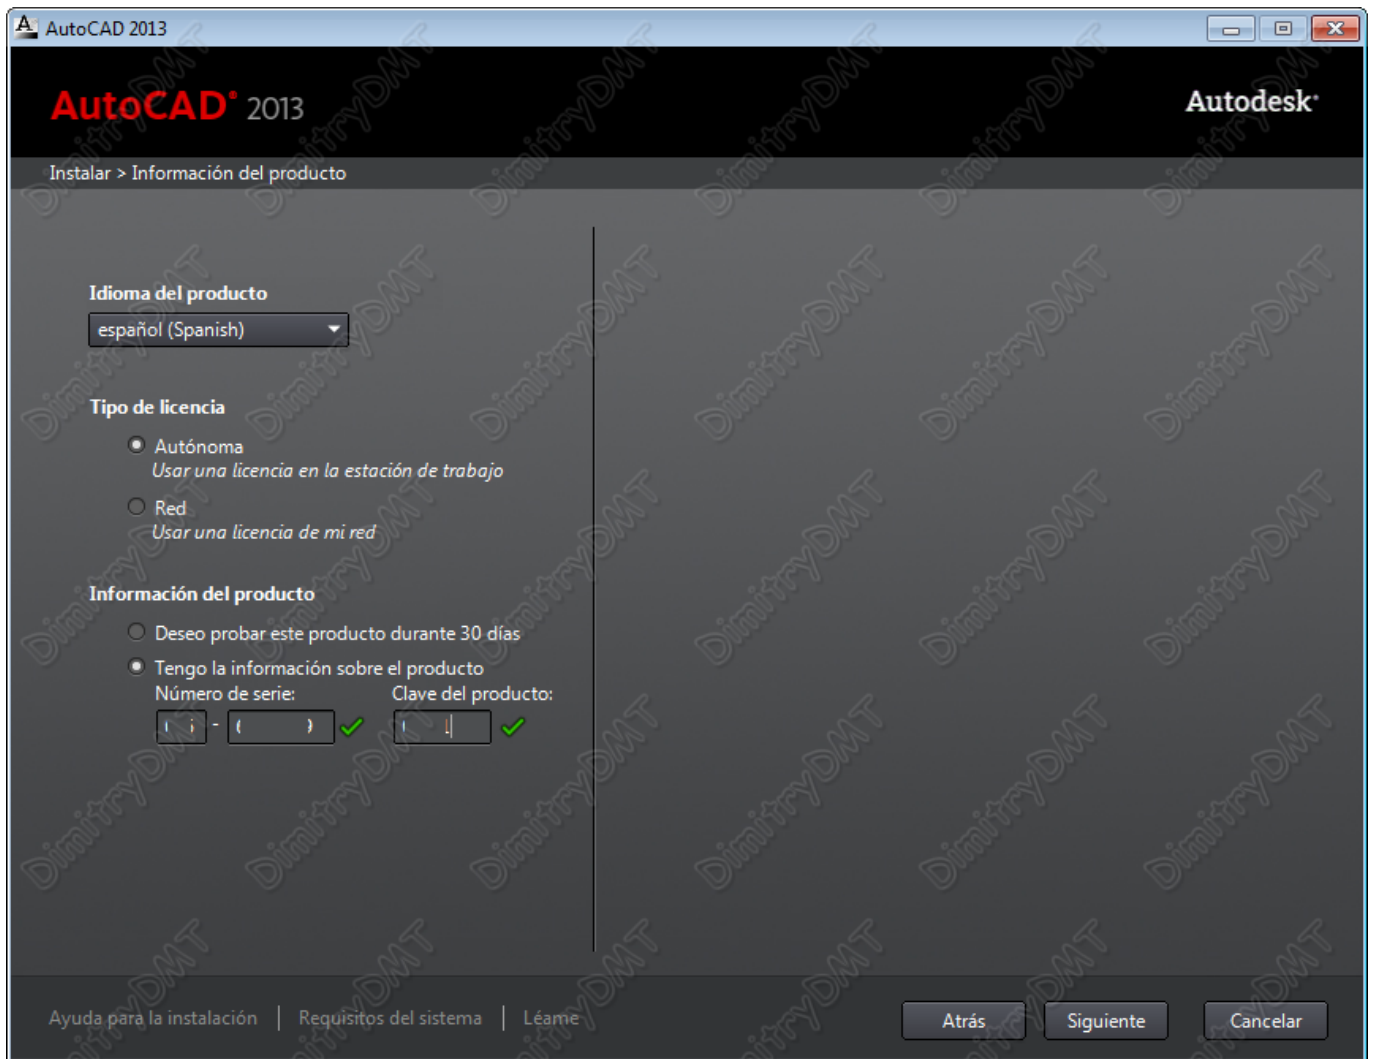 AutoCAD 2013
AutoCAD® 2013
Autodesk®
Instalar > Información del producto
Idioma del producto
español (Spanish)
Tipo de licencia
Autónoma
Usar una licencia en la estación de trabajo
Red
Usar una licencia de mi red
Información del producto
Deseo probar este producto durante 30 días
Tengo la información sobre el producto
Número de serie: Clave del producto:
Ayuda para la instalación | Requisitos del sistema | Léame
Atrás Siguiente Cancelar
DimitryDMT